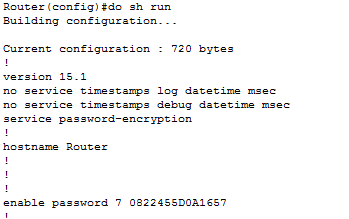 Router(config)#do sh run
Building configuration...
Current configuration : 720 bytes
!
version 15.1
no service timestamps log datetime msec
no service timestamps debug datetime msec
service password-encryption
!
hostname Router
!
!
!
enable password 7 0822455D0A1657
!